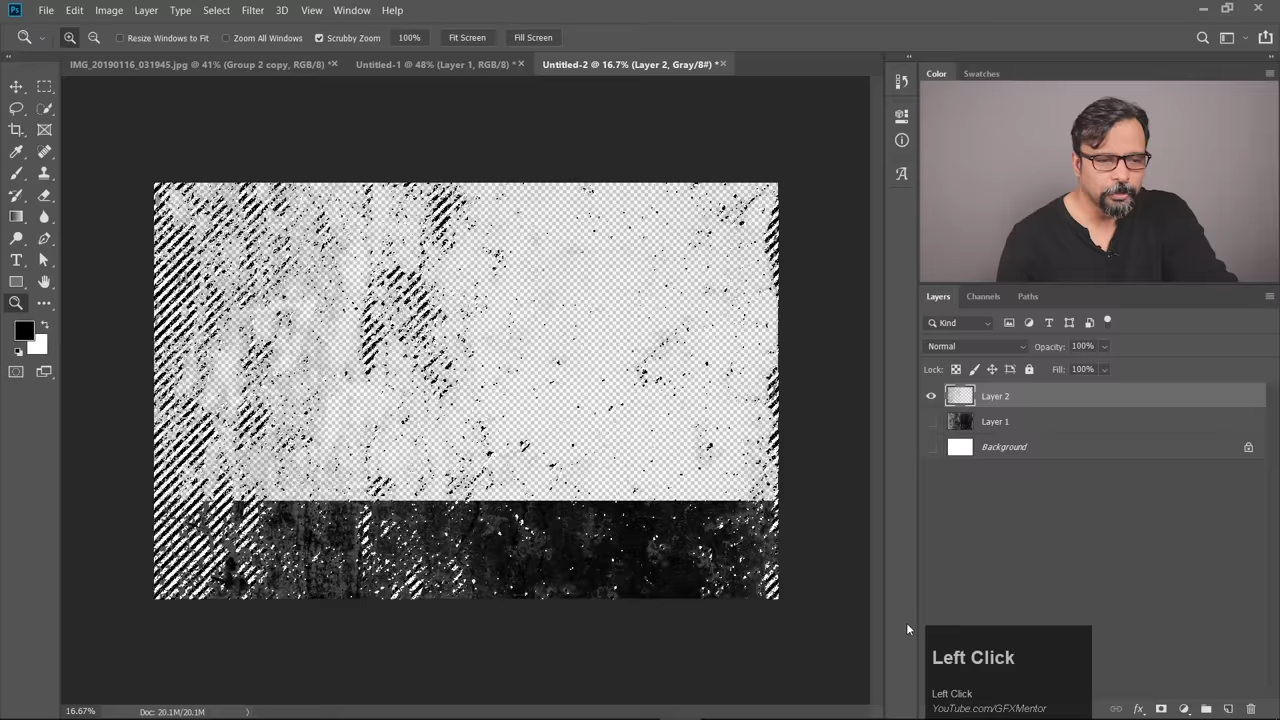 Ps File Edit Image Layer Type Select Filter 3D View Window Help
Resize Windows to Fit Zoom All Windows Scrubby Zoom 100% Fit Screen Fill Screen
IMG_20190116_031945.jpg @ 41% (Group 2 copy, RGB/8) * Untitled-1 @ 48% (Layer 1, RGB/8) * Untitled-2 @ 16.7% (Layer 2, Gray/8#) *
Color Swatches
Layers Channels Paths
Kind
Normal Opacity: 100%
Lock: Fill: 100%
Layer 2
Layer 1
Background
Left Click
Left Click
YouTube.com/GFXMentor
fx
16.67% Doc: 20.1M/20.1M